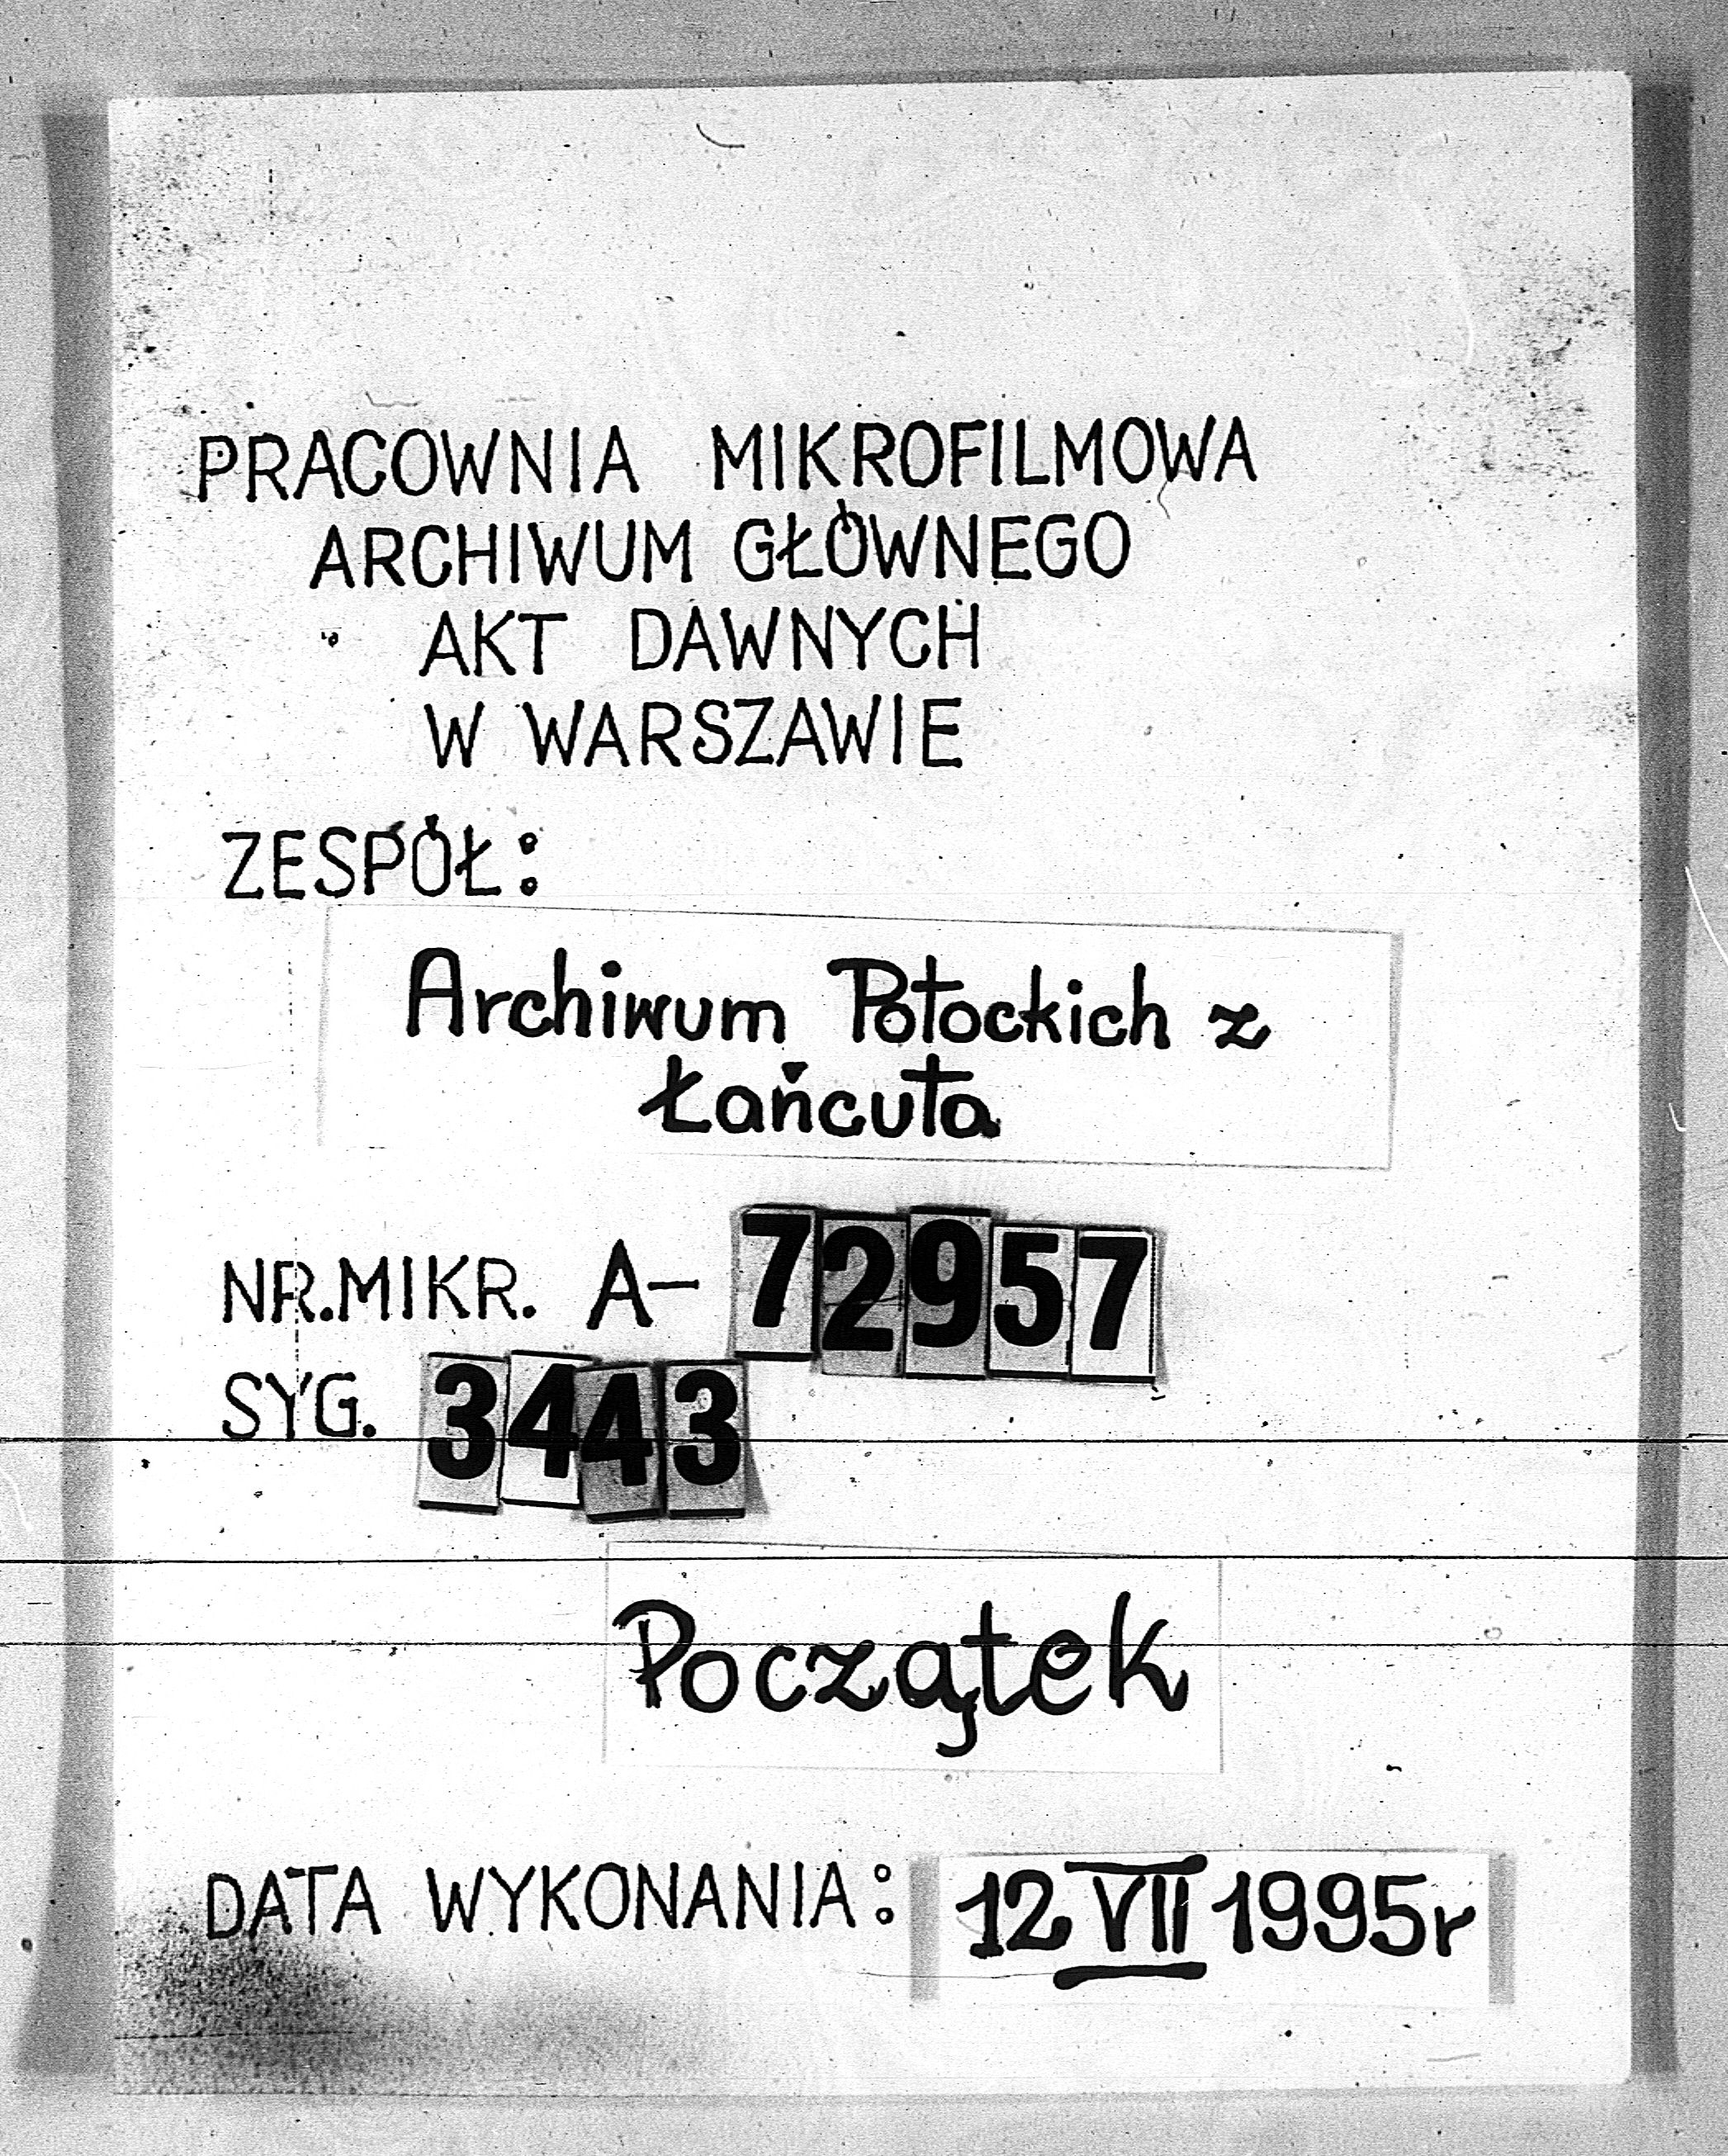 PRACOWNIA MIKROFILMOWA
ARCHIWUM GŁÓWNEGO
AKT DAWNYCH
W WARSZAWIE
ZESPÓŁ:
Archiwum Potockich z
Łańcuta
NR.MIKR. A- 72957
SYG. 3443
Początek
DATA WYKONANIA: 12 VII 1995r